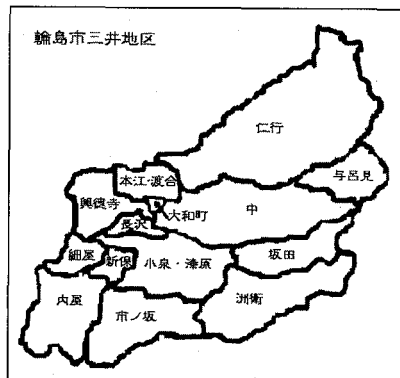 輪島市三井地区
仁行
与呂見
本江・渡合
興徳寺
大和町
中
長沢
細屋
新保
小泉・漆原
坂田
内屋
市ノ坂
洲衛